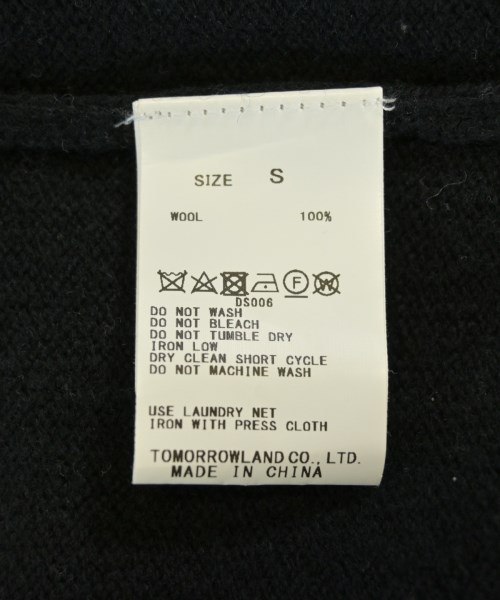 SIZE S
WOOL 100%
F W
DS006
DO NOT WASH
DO NOT BLEACH
DO NOT TUMBLE DRY
IRON LOW
DRY CLEAN SHORT CYCLE
DO NOT MACHINE WASH
USE LAUNDRY NET
IRON WITH PRESS CLOTH
TOMORROWLAND CO., LTD.
MADE IN CHINA